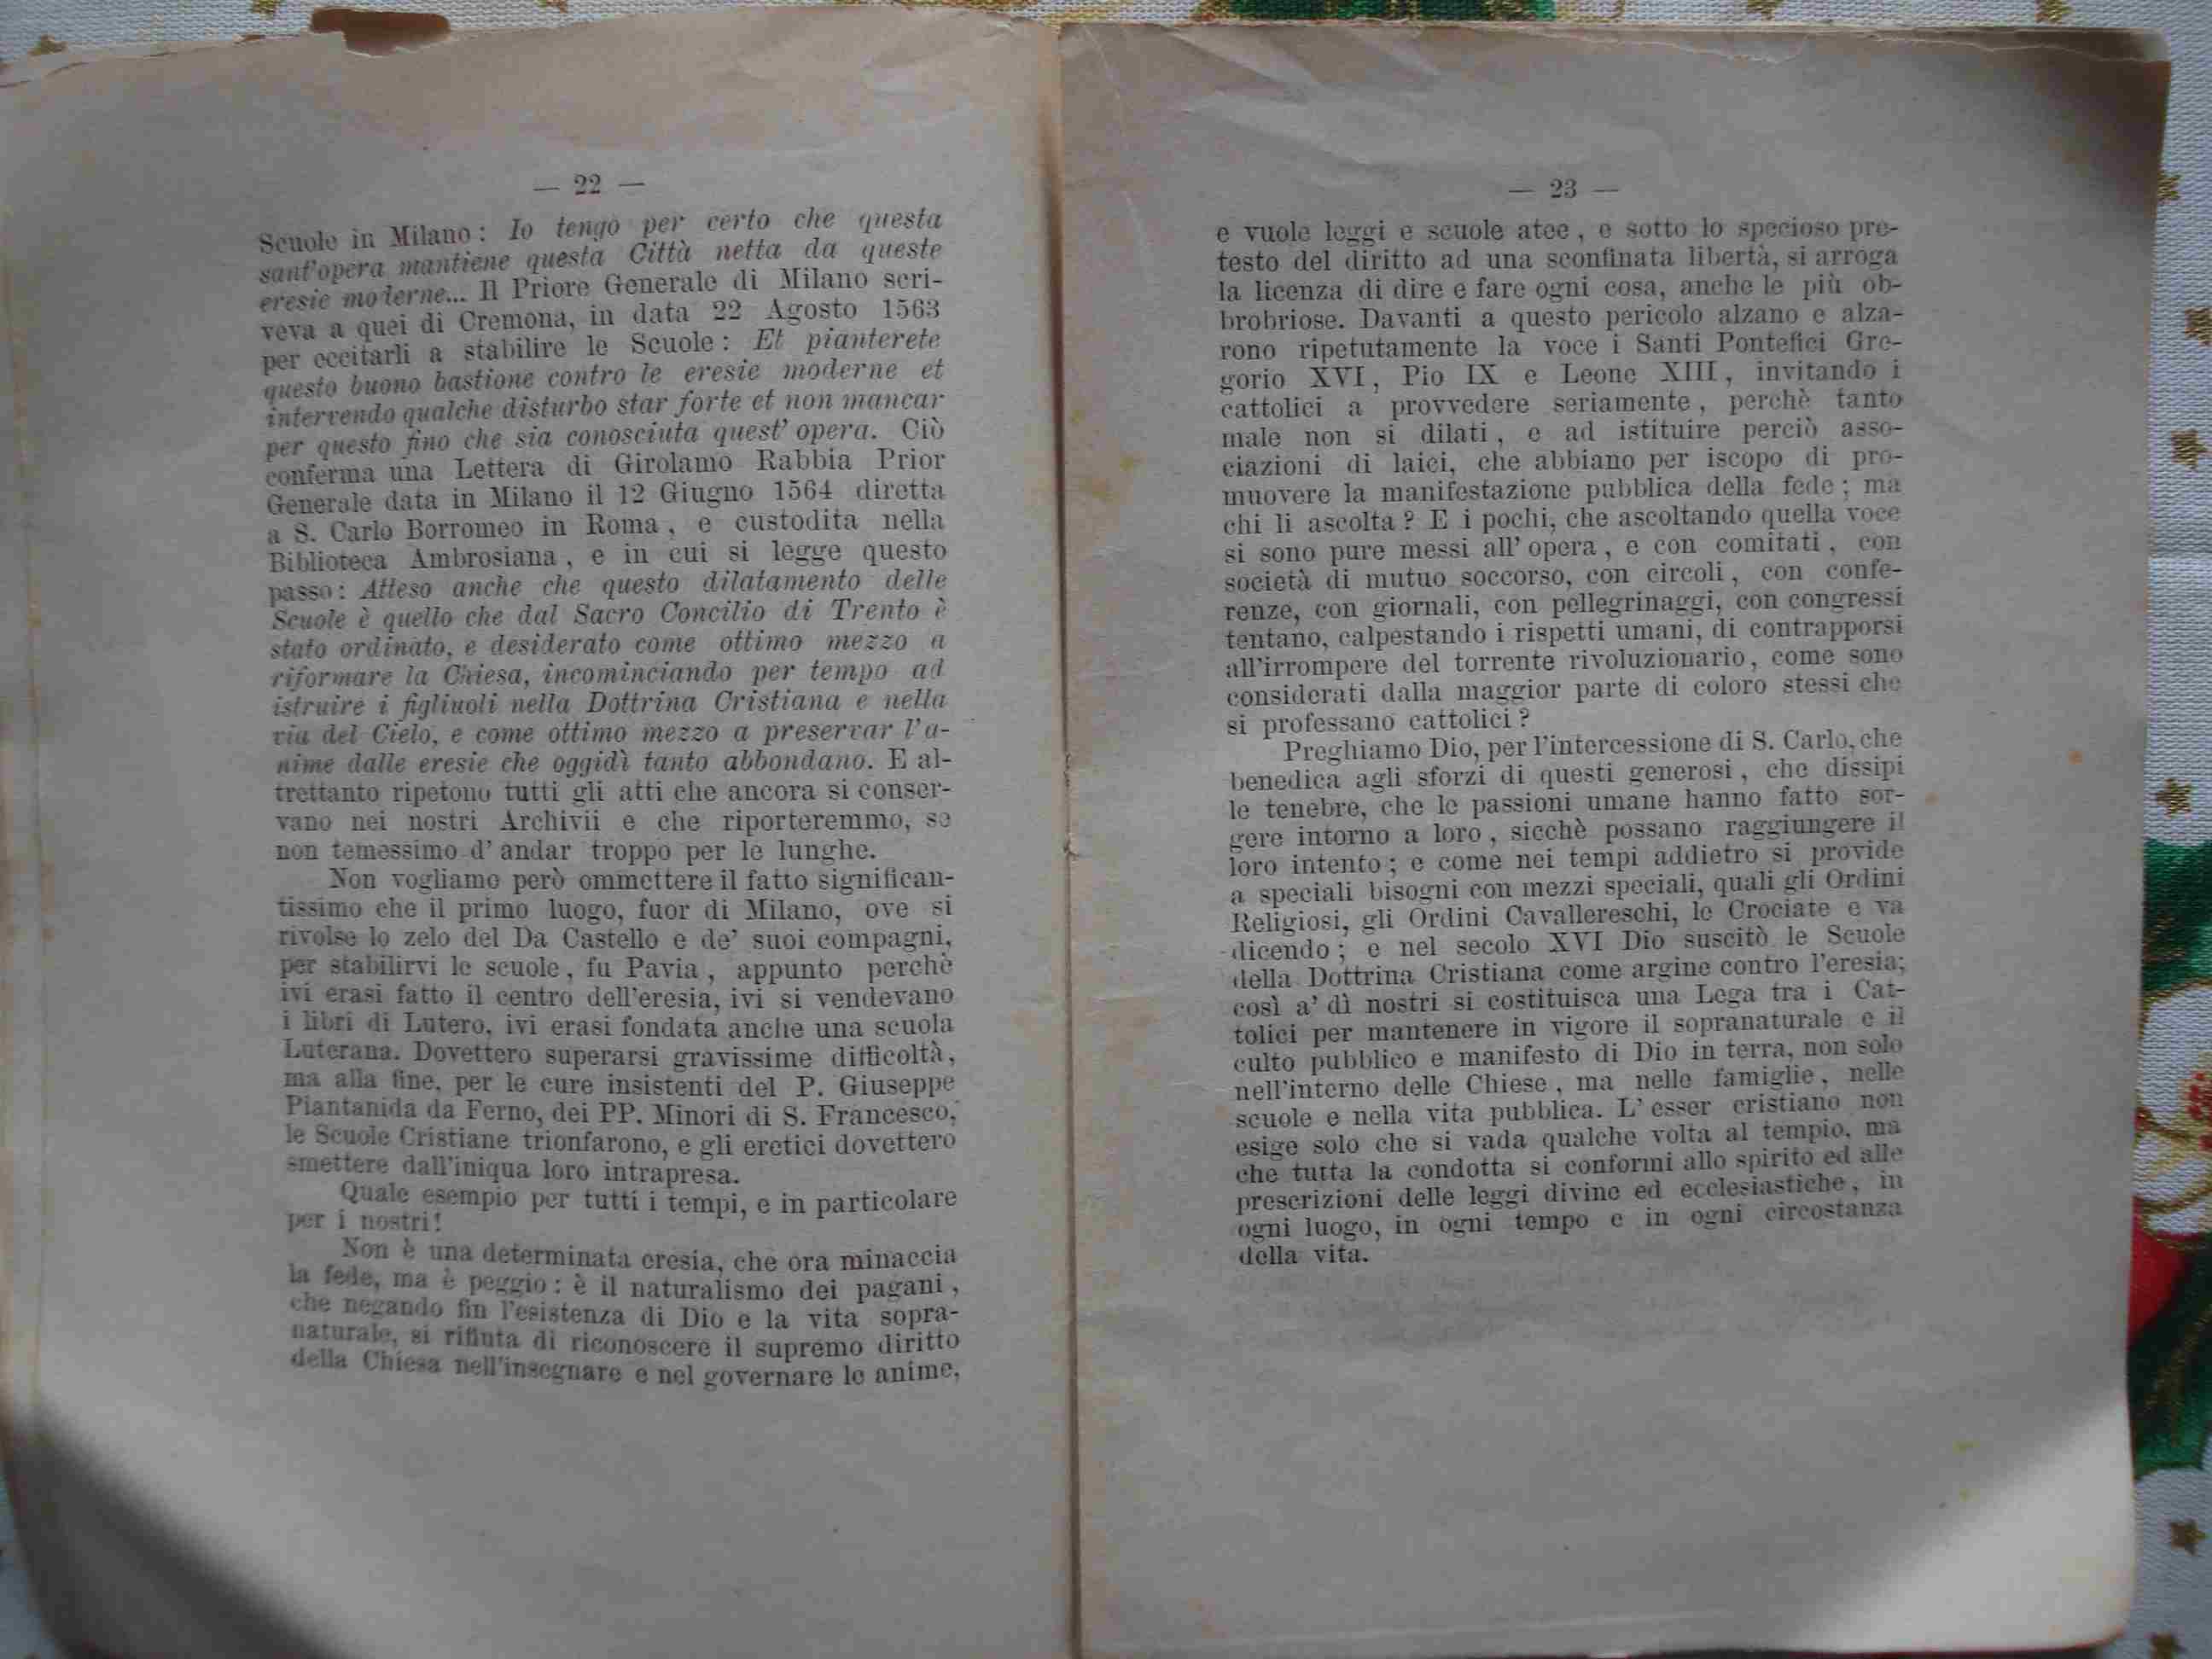 — 22 —
Scuole in Milano: Io tengo per certo che questa
sant'opera mantiene questa Città netta da queste
eresie moderne... Il Priore Generale di Milano scri-
veva a quei di Cremona, in data 22 Agosto 1563
per eccitarli a stabilire le Scuole: Et pianterete
questo buono bastione contro le eresie moderne et
interrendo qualche disturbo star forte et non mancar
per questo fino che sia conosciuta quest' opera. Ciò
conferma una Lettera di Girolamo Rabbia Prior
Generale data in Milano il 12 Giugno 1564 diretta
a S. Carlo Borromeo in Roma, e custodita nella
Biblioteca Ambrosiana, e in cui si legge questo
passo: Atteso anche che questo dilatamento delle
Scuole è quello che dal Sacro Concilio di Trento è
stato ordinato, e desiderato come ottimo mezzo a
riformare la Chiesa, incominciando per tempo ad
istruire i figliuoli nella Dottrina Cristiana e nella
via del Cielo, e come ottimo mezzo a preservar l'a-
nime dalle eresie che oggidì tanto abbondano. E al-
trettanto ripetono tutti gli atti che ancora si conser-
vano nei nostri Archivii e che riporteremmo, se
non temessimo d' andar troppo per le lunghe.
Non vogliamo però ommettere il fatto significan-
tissimo che il primo luogo, fuor di Milano, ove si
rivolse lo zelo del Da Castello e de' suoi compagni,
per stabilirvi le scuole, fu Pavia, appunto perchè
ivi erasi fatto il centro dell'eresia, ivi si vendevano
i libri di Lutero, ivi erasi fondata anche una scuola
Luterana. Dovettero superarsi gravissime difficoltà,
ma alla fine, per le cure insistenti del P. Giuseppe
Piantanida da Ferno, dei PP. Minori di S. Francesco,
le Scuole Cristiane trionfarono, e gli eretici dovettero
smettere dall'iniqua loro intrapresa.
Quale esempio per tutti i tempi, e in particolare
per i nostri!
Non è una determinata eresia, che ora minaccia
la fede, ma è peggio: è il naturalismo dei pagani,
che negando fin l'esistenza di Dio e la vita sopra-
naturale, si rifiuta di riconoscere il supremo diritto
della Chiesa nell'insegnare e nel governare le anime,
— 23 —
e vuole leggi e scuole atee, e sotto lo specioso pre-
testo del diritto ad una sconfinata libertà, si arroga
la licenza di dire e fare ogni cosa, anche le più ob-
brobriose. Davanti a questo pericolo alzano e alza-
rono ripetutamente la voce i Santi Pontefici Gre-
gorio XVI, Pio IX e Leone XIII, invitando i
cattolici a provvedere seriamente, perchè tanto
male non si dilati, e ad istituire perciò asso-
ciazioni di laici, che abbiano per iscopo di pro-
muovere la manifestazione pubblica della fede; ma
chi li ascolta? E i pochi, che ascoltando quella voce
si sono pure messi all' opera, e con comitati, con
società di mutuo soccorso, con circoli, con confe-
renze, con giornali, con pellegrinaggi, con congressi
tentano, calpestando i rispetti umani, di contrapporsi
all'irrompere del torrente rivoluzionario, come sono
considerati dalla maggior parte di coloro stessi che
si professano cattolici?
Preghiamo Dio, per l'intercessione di S. Carlo, che
benedica agli sforzi di questi generosi, che dissipi
le tenebre, che le passioni umane hanno fatto sor-
gere intorno a loro, sicchè possano raggiungere il
loro intento; e come nei tempi addietro si provide
a speciali bisogni con mezzi speciali, quali gli Ordini
Religiosi, gli Ordini Cavallereschi, le Crociate e va
dicendo; e nel secolo XVI Dio suscitò le Scuole
della Dottrina Cristiana come argine contro l'eresia;
così a' dì nostri si costituisca una Lega tra i Cat-
tolici per mantenere in vigore il sopranaturale e il
culto pubblico e manifesto di Dio in terra, non solo
nell'interno delle Chiese, ma nelle famiglie, nelle
scuole e nella vita pubblica. L' esser cristiano non
esige solo che si vada qualche volta al tempio, ma
che tutta la condotta si conformi allo spirito ed alle
prescrizioni delle leggi divine ed ecclesiastiche, in
ogni luogo, in ogni tempo e in ogni circostanza
della vita.